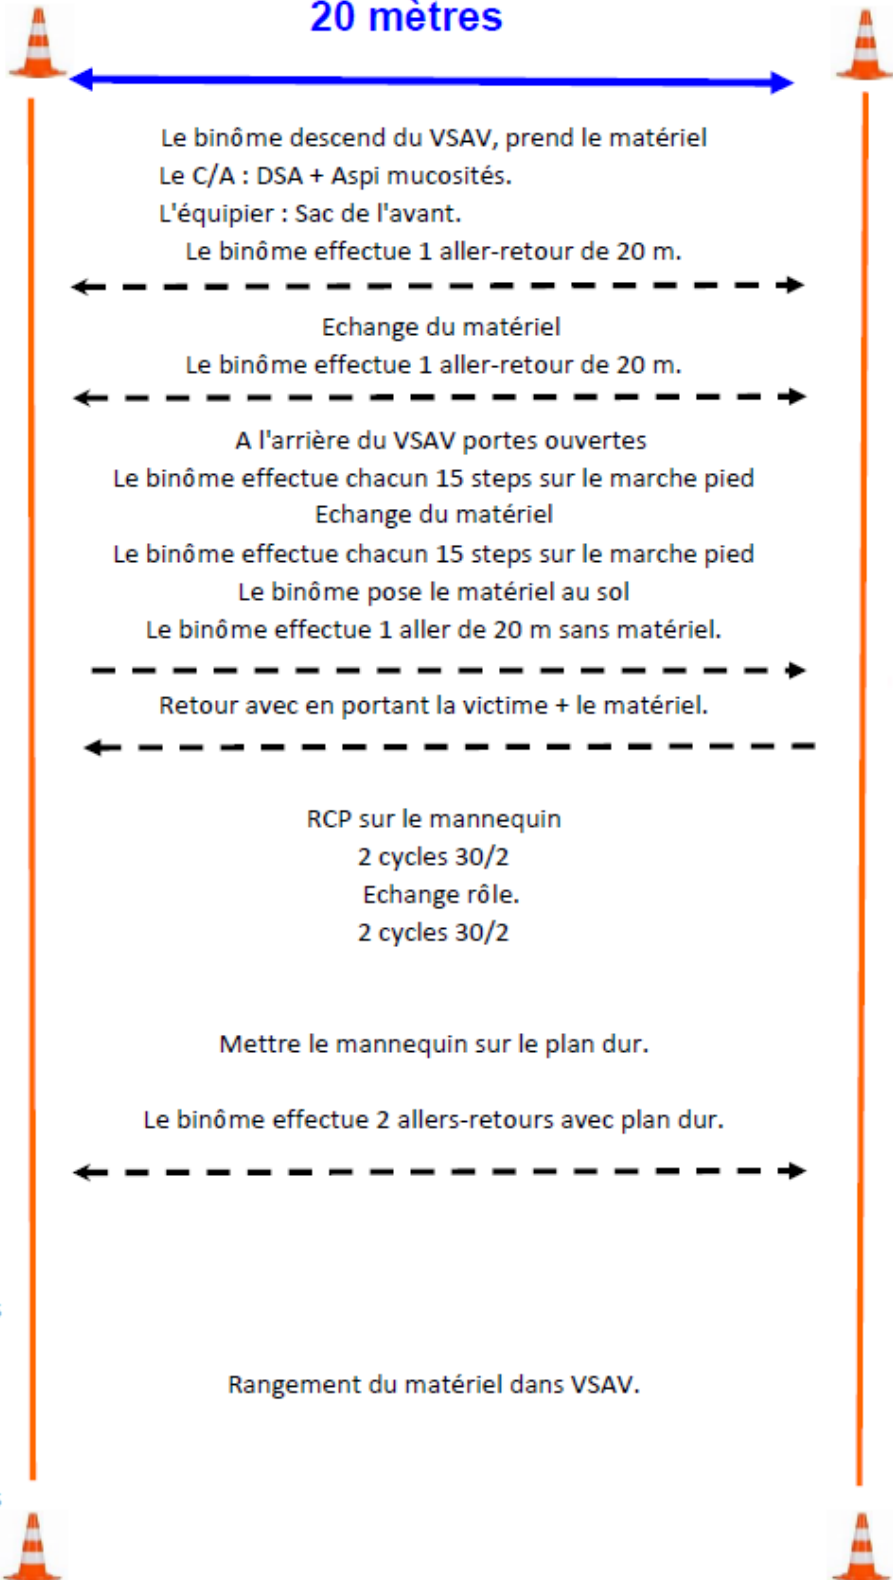 20 mètres
Le binôme descend du VSAV, prend le matériel
Le C/A : DSA + Aspi mucosités.
L'équipier : Sac de l'avant.
Le binôme effectue 1 aller-retour de 20 m.
Echange du matériel
Le binôme effectue 1 aller-retour de 20 m.
A l'arrière du VSAV portes ouvertes
Le binôme effectue chacun 15 steps sur le marche pied
Echange du matériel
Le binôme effectue chacun 15 steps sur le marche pied
Le binôme pose le matériel au sol
Le binôme effectue 1 aller de 20 m sans matériel.
Retour avec en portant la victime + le matériel.
RCP sur le mannequin
2 cycles 30/2
Echange rôle.
2 cycles 30/2
Mettre le mannequin sur le plan dur.
Le binôme effectue 2 allers-retours avec plan dur.
Rangement du matériel dans VSAV.